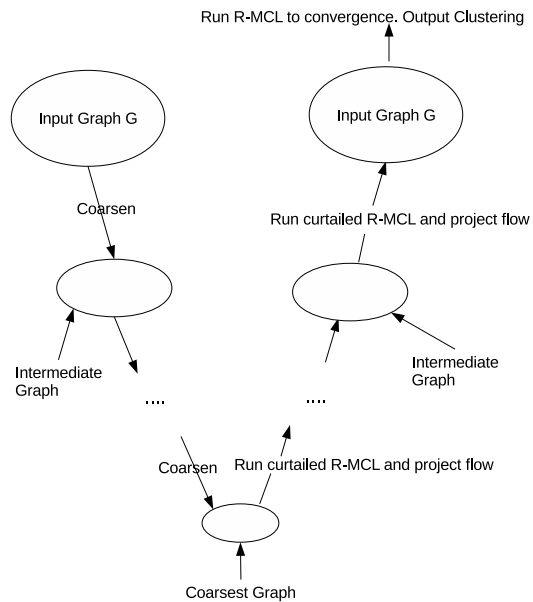 Run R-MCL to convergence. Output Clustering
Input Graph G
Input Graph G
Coarsen
Run curtailed R-MCL and project flow
Intermediate
Graph
Intermediate
Graph
....
....
Coarsen
Run curtailed R-MCL and project flow
Coarsest Graph